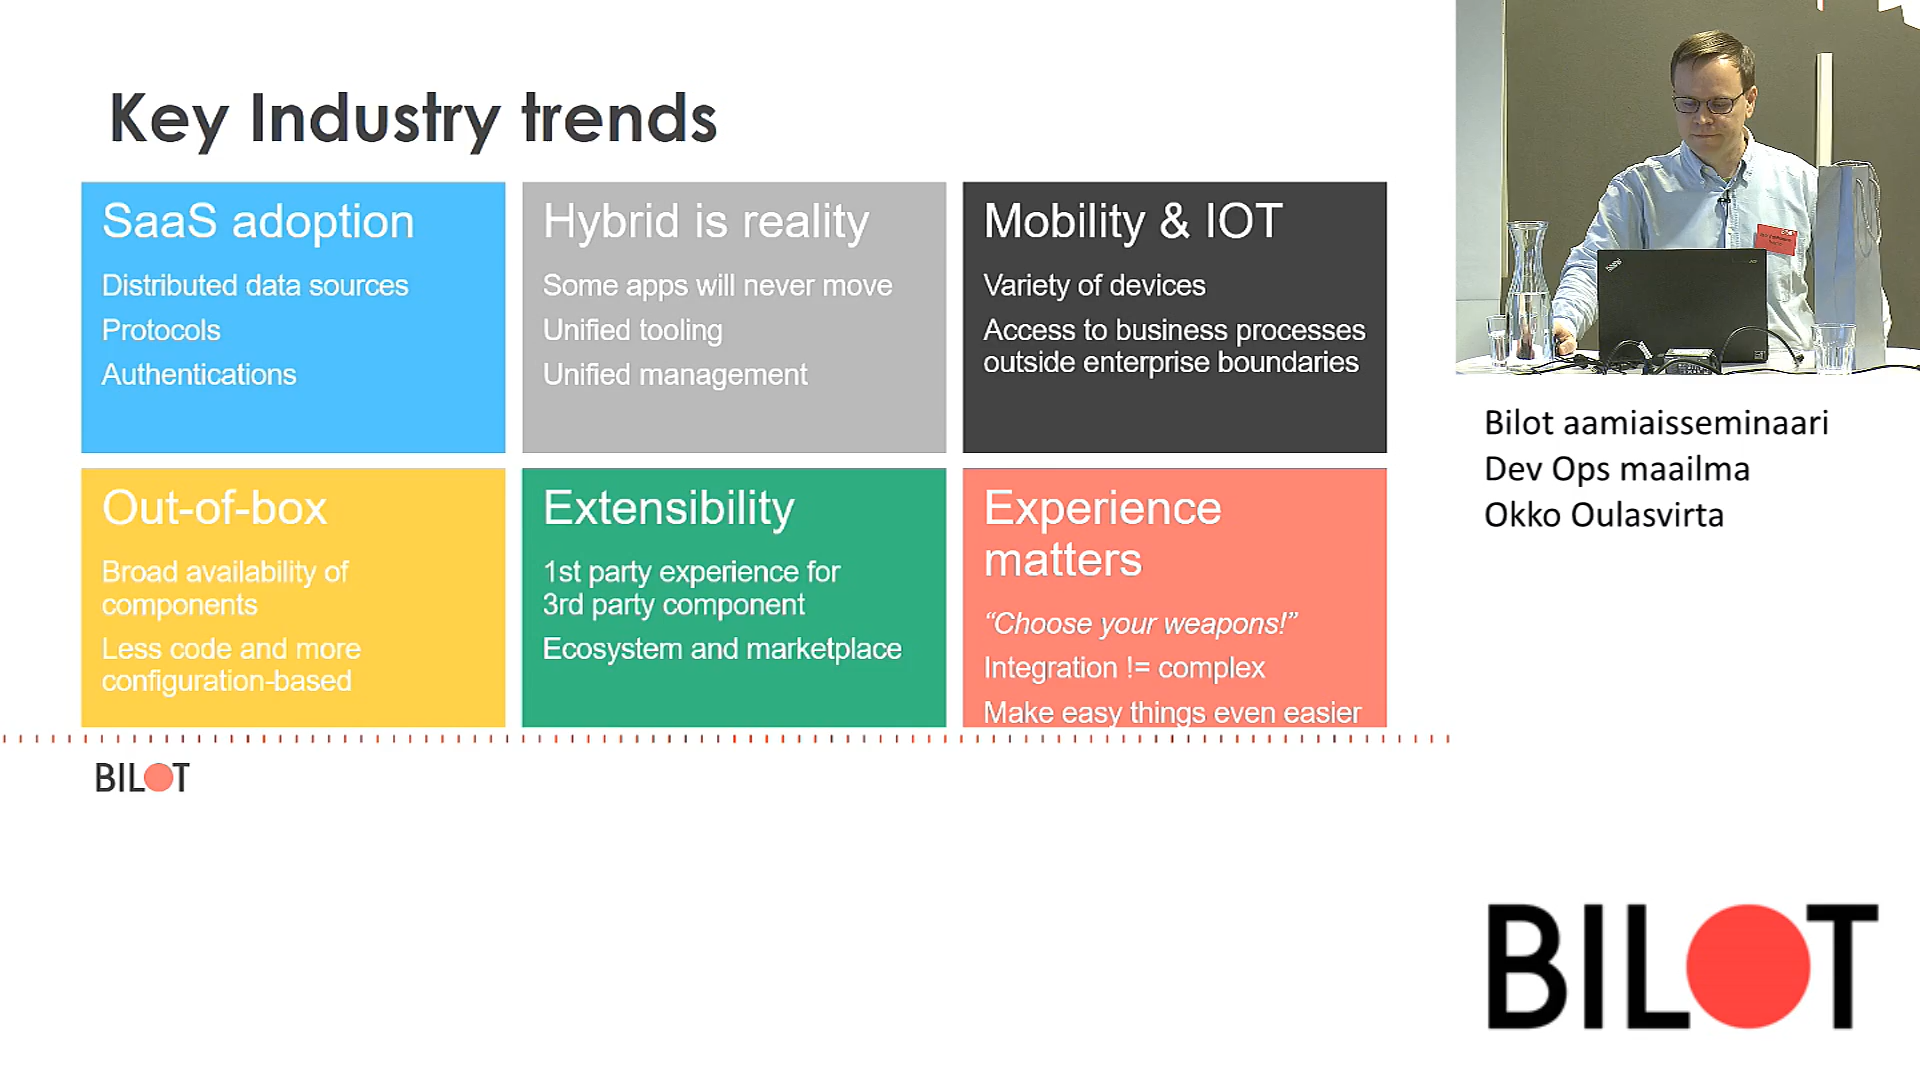 Key Industry trends
SaaS adoption
Distributed data sources
Protocols
Authentications
Hybrid is reality
Some apps will never move
Unified tooling
Unified management
Mobility & IOT
Variety of devices
Access to business processes
outside enterprise boundaries
Out-of-box
Broad availability of
components
Less code and more
configuration-based
Extensibility
1st party experience for
3rd party component
Ecosystem and marketplace
Experience
matters
“Choose your weapons!”
Integration != complex
Make easy things even easier
BILOT
Bilot aamiaisseminaari
Dev Ops maailma
Okko Oulasvirta
BILOT